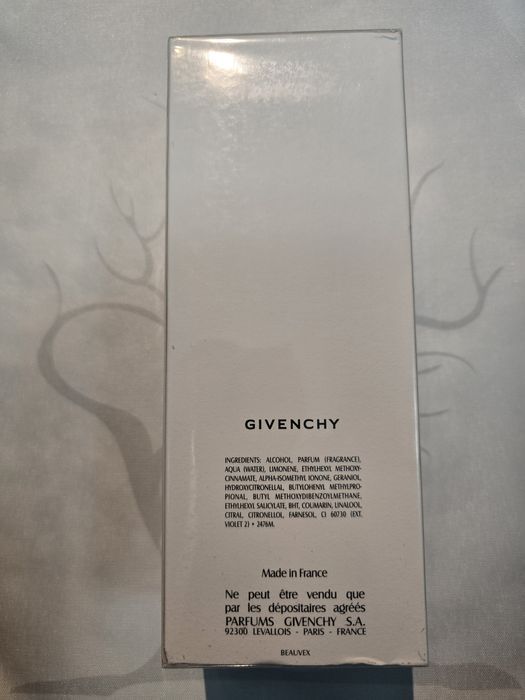 GIVENCHY
INGREDIENTS: ALCOHOL, PARFUM (FRAGRANCE),
AQUA (WATER), LIMONENE, ETHYLHEXYL METHOXY-
CINNAMATE, ALPHA-ISOMETHYL IONONE, GERANIOL,
HYDROXYCITRONELLAL, BUTYLOHENYL METHYLPRO-
PIONAL, BUTYL METHOXYDIBENZOYLMETHANE,
ETHYLHEXYL SALICYLATE, BHT, COUMARIN, LINALOOL,
CITRAL, CITRONELLOL, FARNESOL, CI 60730 (EXT.
VIOLET 2) • 2476M.
Made in France
Ne peut être vendu que
par les dépositaires agréés
PARFUMS GIVENCHY S.A.
92300 LEVALLOIS - PARIS - FRANCE
BEAUVEX